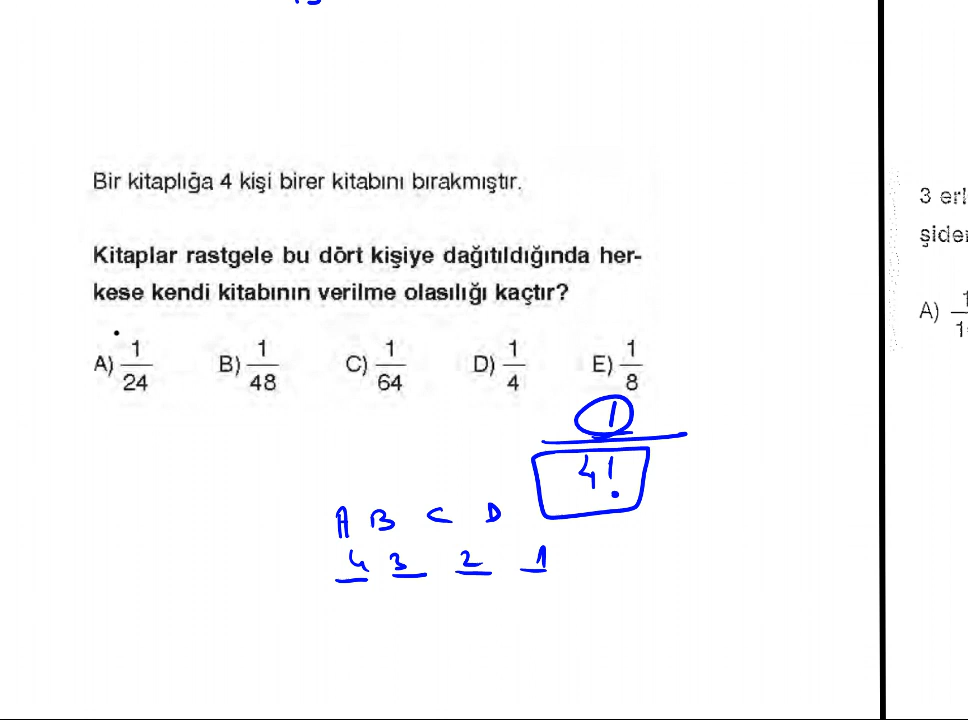 Bir kitaplığa 4 kişi birer kitabını bırakmıştır.
Kitaplar rastgele bu dört kişiye dağıtıldığında her-
kese kendi kitabının verilme olasılığı kaçtır?
A) 1/24 B) 1/48 C) 1/64 D) 1/4 E) 1/8
1
4!
A B C D
4 3 2 1
3 erl
şiden
A) 1